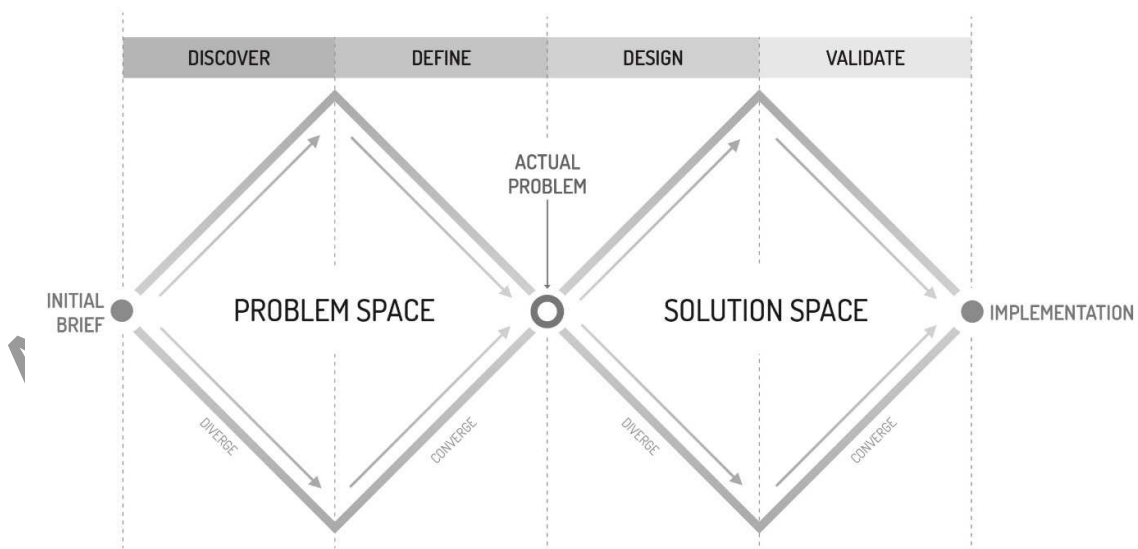 DISCOVER DEFINE DESIGN VALIDATE
ACTUAL
PROBLEM
INITIAL
BRIEF
PROBLEM SPACE
SOLUTION SPACE
IMPLEMENTATION
DIVERGE
CONVERGE
DIVERGE
CONVERGE